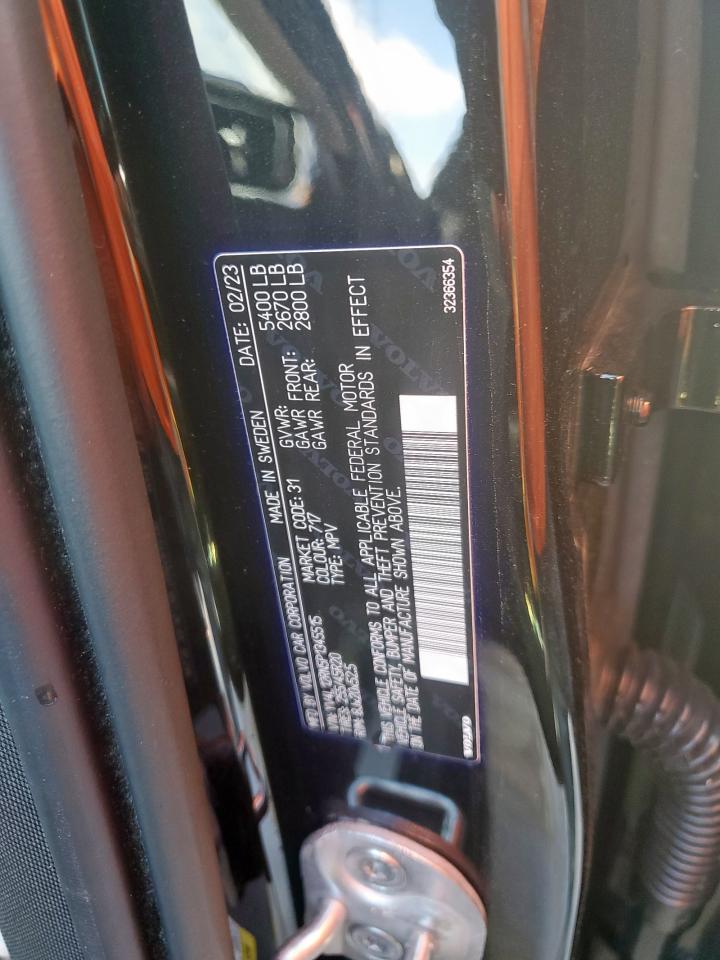 MFD BY VOLVO CAR CORPORATION MADE IN SWEDEN DATE: 02/23
MARKET CODE: 31 GVWR: 5400 LB
COLOUR: 717 GAWR FRONT: 2670 LB
TYPE: MPV GAWR REAR: 2800 LB
THIS VEHICLE CONFORMS TO ALL APPLICABLE FEDERAL MOTOR
VEHICLE SAFETY, BUMPER AND THEFT PREVENTION STANDARDS IN EFFECT
ON THE DATE OF MANUFACTURE SHOWN ABOVE.
VOLVO 32366354